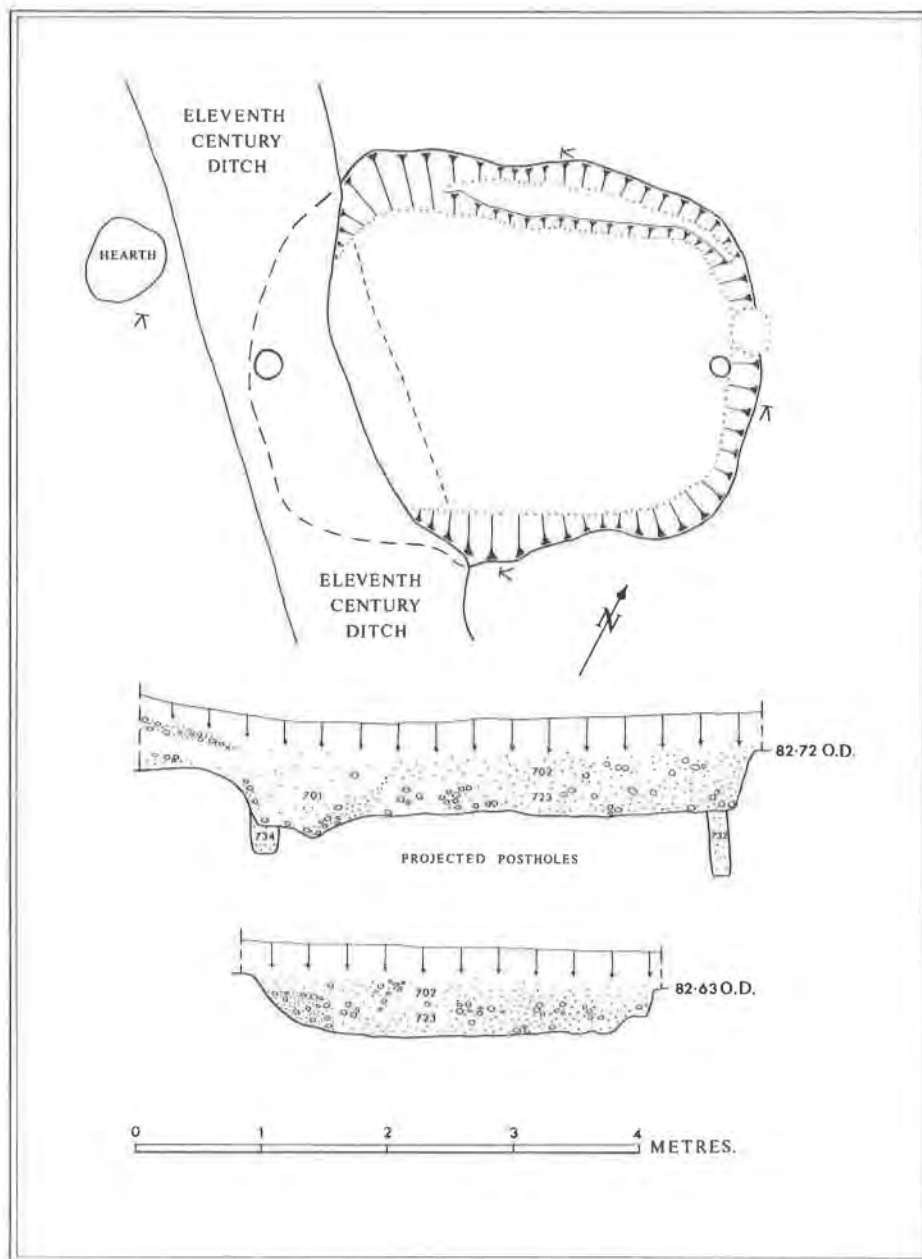 ELEVENTH
CENTURY
DITCH
HEARTH
ELEVENTH
CENTURY
DITCH
N
82·72 O.D.
702
701
723
734
732
PROJECTED POSTHOLES
82·63 O.D.
702
723
0 1 2 3 4
METRES.